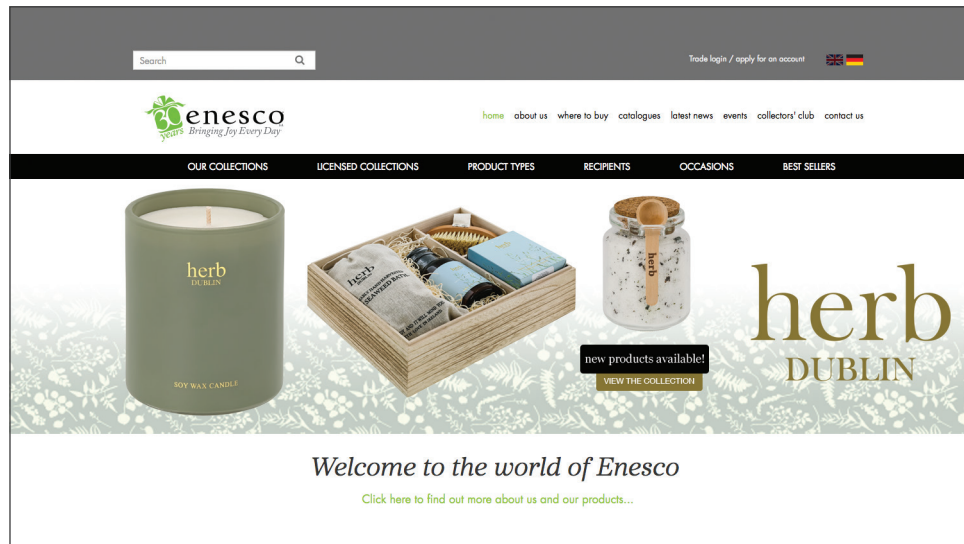 Search
Trade login / apply for an account
30 years
enesco
Bringing Joy Every Day
home about us where to buy catalogues latest news events collectors' club contact us
OUR COLLECTIONS LICENSED COLLECTIONS PRODUCT TYPES RECIPIENTS OCCASIONS BEST SELLERS
herb
DUBLIN
SOY WAX CANDLE
herb
DUBLIN
SEAWEED BATH
herb
herb
DUBLIN
new products available!
VIEW THE COLLECTION
Welcome to the world of Enesco
Click here to find out more about us and our products...